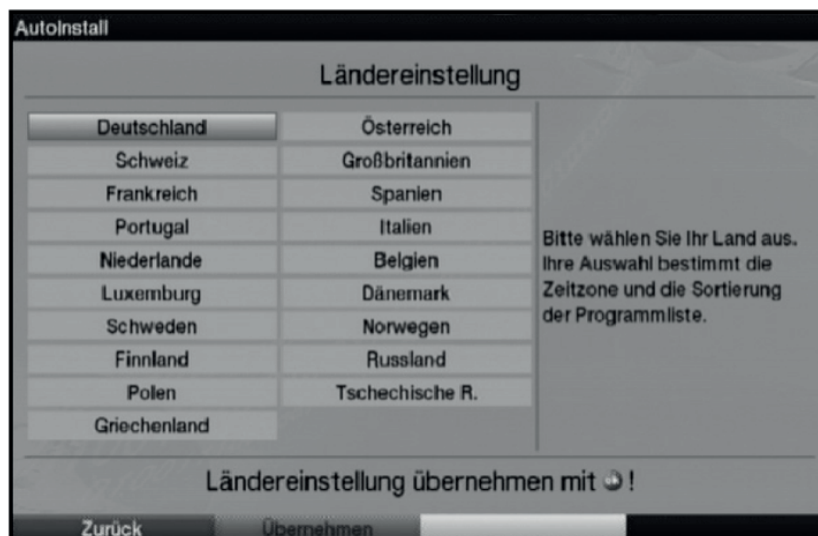 AutoInstall
Ländereinstellung
Deutschland Österreich
Schweiz Großbritannien
Frankreich Spanien
Portugal Italien
Niederlande Belgien
Luxemburg Dänemark
Schweden Norwegen
Finnland Russland
Polen Tschechische R.
Griechenland
Bitte wählen Sie Ihr Land aus.
Ihre Auswahl bestimmt die
Zeitzone und die Sortierung
der Programmliste.
Ländereinstellung übernehmen mit !
Zurück Übernehmen